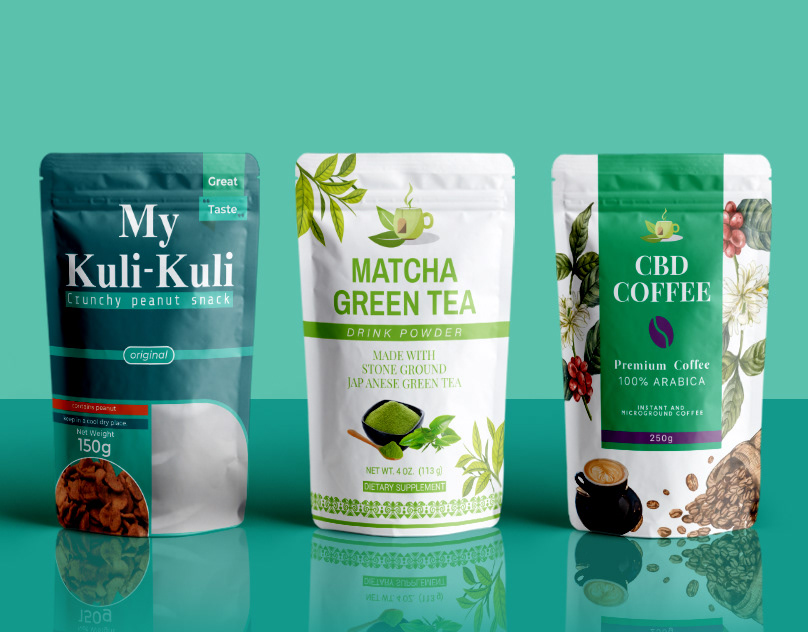 Great
Taste
My
Kuli-Kuli
Crunchy peanut snack
original
contains peanut
keep in a cool dry place
Net Weight
150g
MATCHA
GREEN TEA
DRINK POWDER
MADE WITH
STONE GROUND
JAPANESE GREEN TEA
NET WT. 4 OZ. (113 g)
DIETARY SUPPLEMENT
CBD
COFFEE
Premium Coffee
100% ARABICA
INSTANT AND
MICROGROUND COFFEE
250g